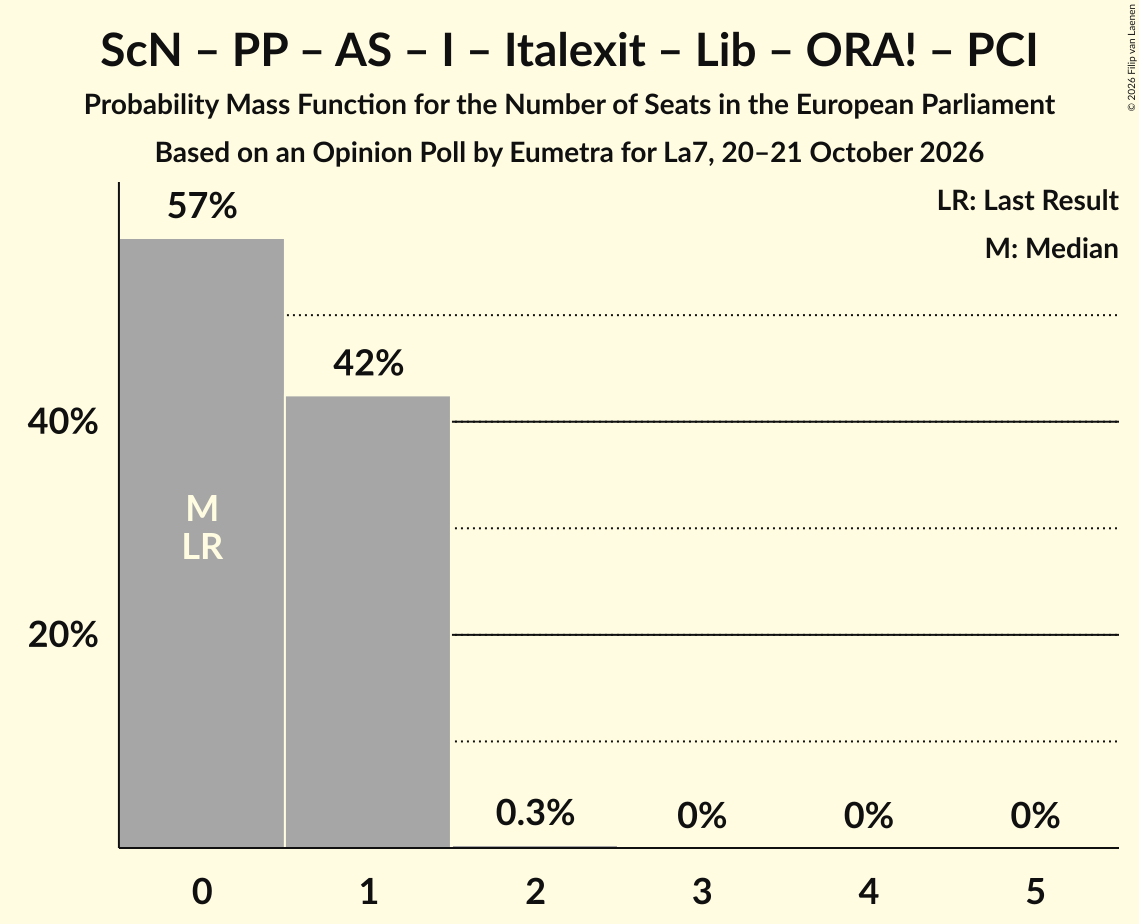 ScN – PP – AS – I – Italexit – Lib – ORA! – PCI
Probability Mass Function for the Number of Seats in the European Parliament
Based on an Opinion Poll by Eumetra for La7, 20–21 October 2026
© 2026 Filip van Laenen
LR: Last Result
M: Median
57%
42%
40%
M
LR
20%
0.3%
0%
0%
0%
0
1
2
3
4
5